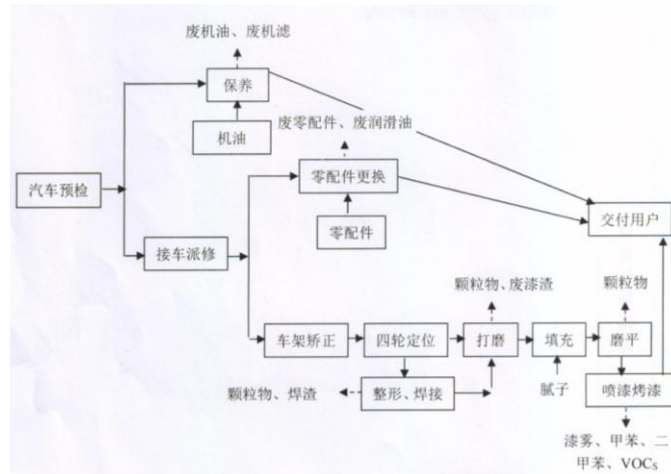 废机油、废机滤
保养
机油
废零配件、废润滑油
汽车预检
零配件更换
零配件
交付用户
接车派修
颗粒物、废漆渣
颗粒物
车架矫正
四轮定位
打磨
填充
磨平
颗粒物、焊渣
整形、焊接
腻子
喷漆烤漆
漆雾、甲苯、二
甲苯、VOCs